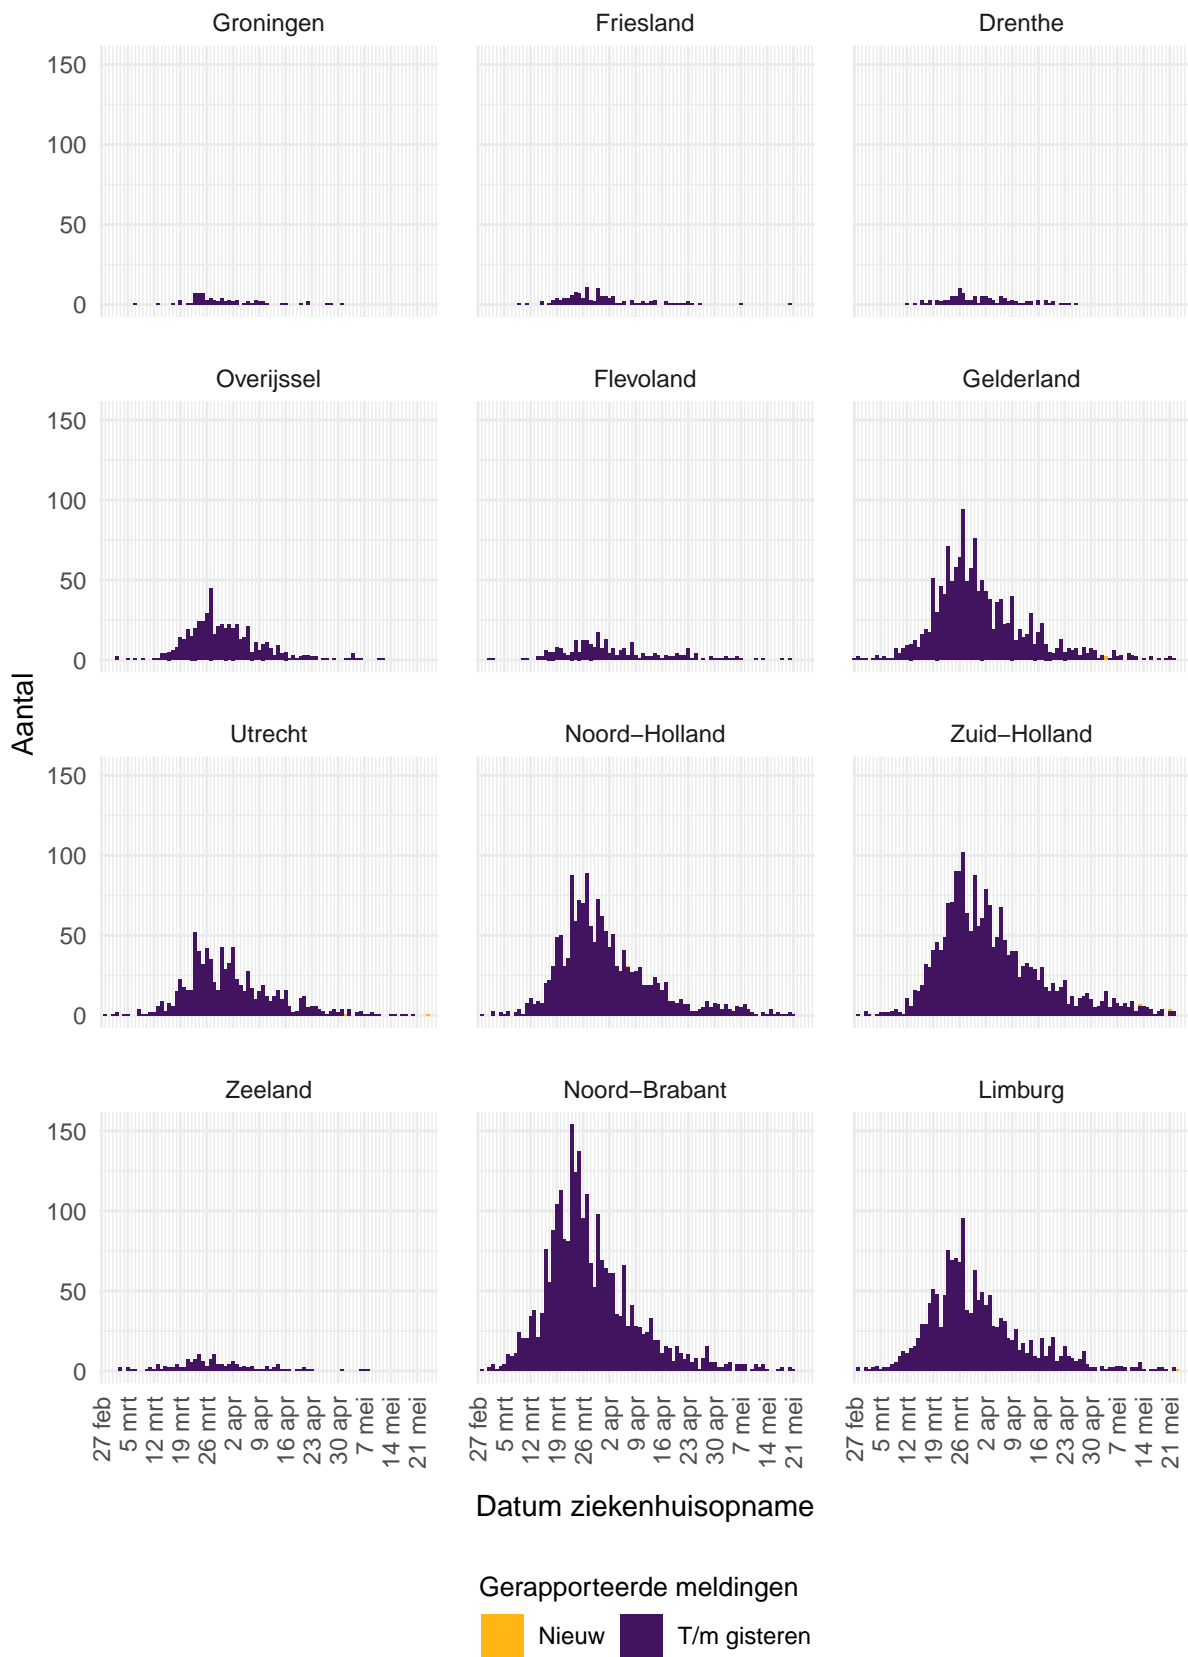 Groningen Friesland Drenthe
150
100
50
0
Overijssel Flevoland Gelderland
150
100
50
0
Aantal
Utrecht Noord−Holland Zuid−Holland
150
100
50
0
Zeeland Noord−Brabant Limburg
150
100
50
0
27 feb 5 mrt 12 mrt 19 mrt 26 mrt 2 apr 9 apr 16 apr 23 apr 30 apr 7 mei 14 mei 21 mei
27 feb 5 mrt 12 mrt 19 mrt 26 mrt 2 apr 9 apr 16 apr 23 apr 30 apr 7 mei 14 mei 21 mei
27 feb 5 mrt 12 mrt 19 mrt 26 mrt 2 apr 9 apr 16 apr 23 apr 30 apr 7 mei 14 mei 21 mei
Datum ziekenhuisopname
Gerapporteerde meldingen
Nieuw T/m gisteren